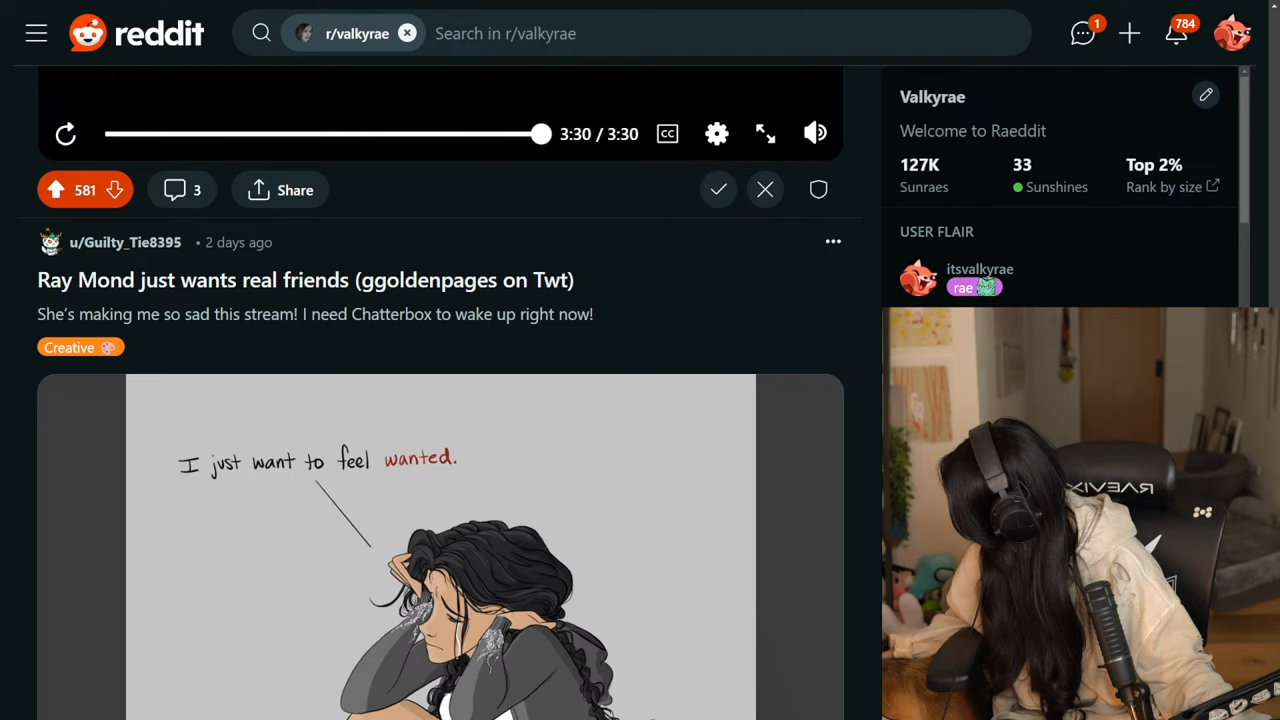 reddit
r/valkyrae
Search in r/valkyrae
1
784
3:30 / 3:30
CC
581
3
Share
Valkyrae
Welcome to Raeddit
127K
33
Top 2%
Sunraes
Sunshines
Rank by size
USER FLAIR
itsvalkyrae
rae
u/Guilty_Tie8395
• 2 days ago
Ray Mond just wants real friends (ggoldenpages on Twt)
She's making me so sad this stream! I need Chatterbox to wake up right now!
Creative
I just want to feel wanted.
RAEVIX